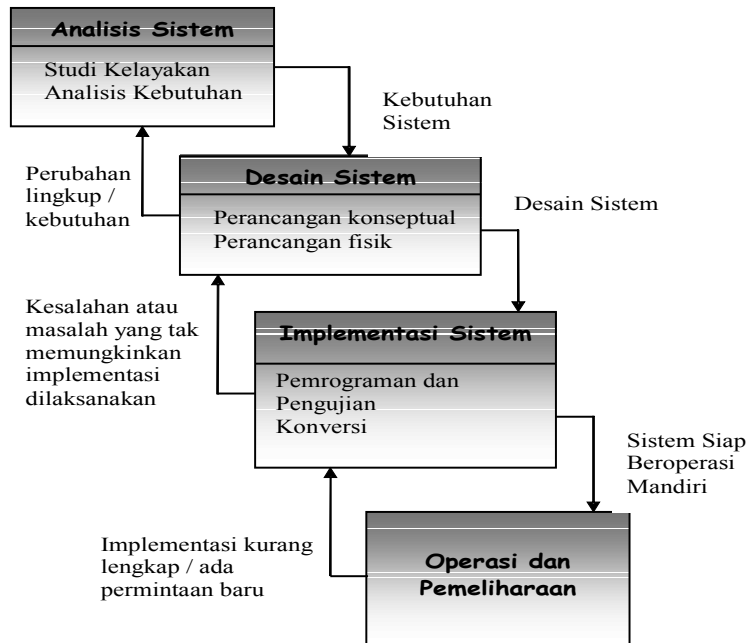 Analisis Sistem
Studi Kelayakan
Analisis Kebutuhan
Kebutuhan
Sistem
Perubahan
lingkup /
kebutuhan
Desain Sistem
Perancangan konseptual
Perancangan fisik
Desain Sistem
Kesalahan atau
masalah yang tak
memungkinkan
implementasi
dilaksanakan
Implementasi Sistem
Pemrograman dan
Pengujian
Konversi
Sistem Siap
Beroperasi
Mandiri
Implementasi kurang
lengkap / ada
permintaan baru
Operasi dan
Pemeliharaan